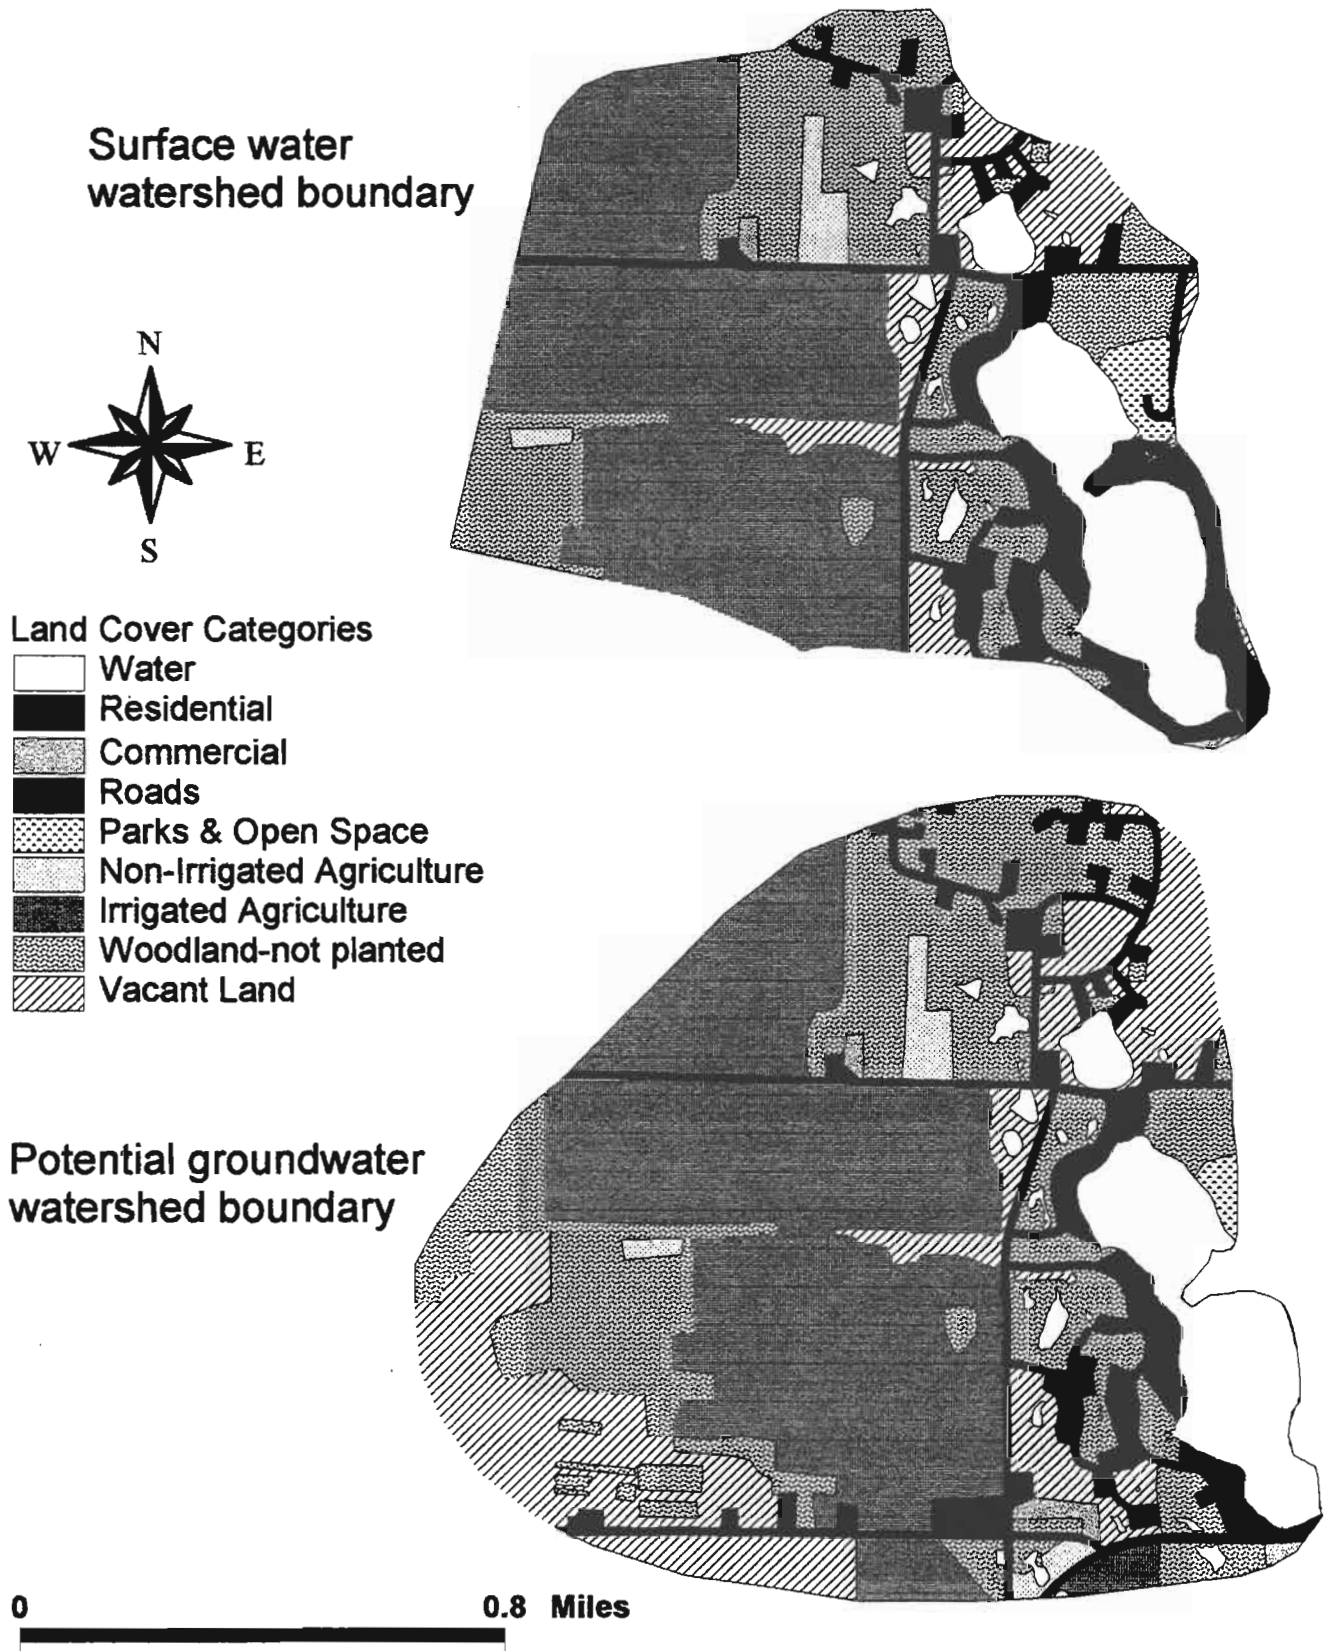 Surface water
watershed boundary
N
W
E
S
Land Cover Categories
Water
Residential
Commercial
Roads
Parks & Open Space
Non-Irrigated Agriculture
Irrigated Agriculture
Woodland-not planted
Vacant Land
Potential groundwater
watershed boundary
0 0.8 Miles